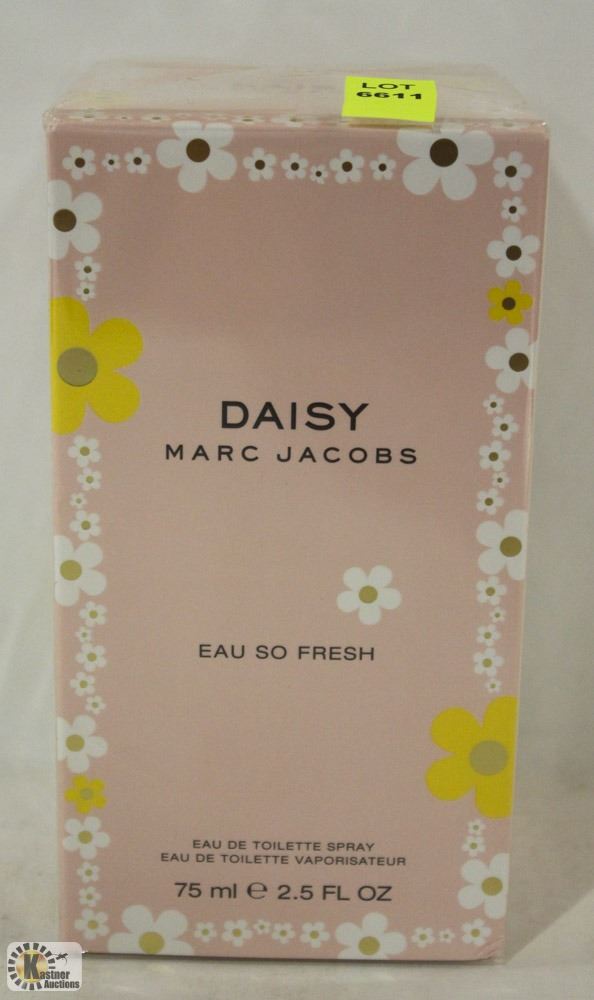 LOT
6611
DAISY
MARC JACOBS
EAU SO FRESH
EAU DE TOILETTE SPRAY
EAU DE TOILETTE VAPORISATEUR
75 ml ℮ 2.5 FL OZ
Kastner
Auctions